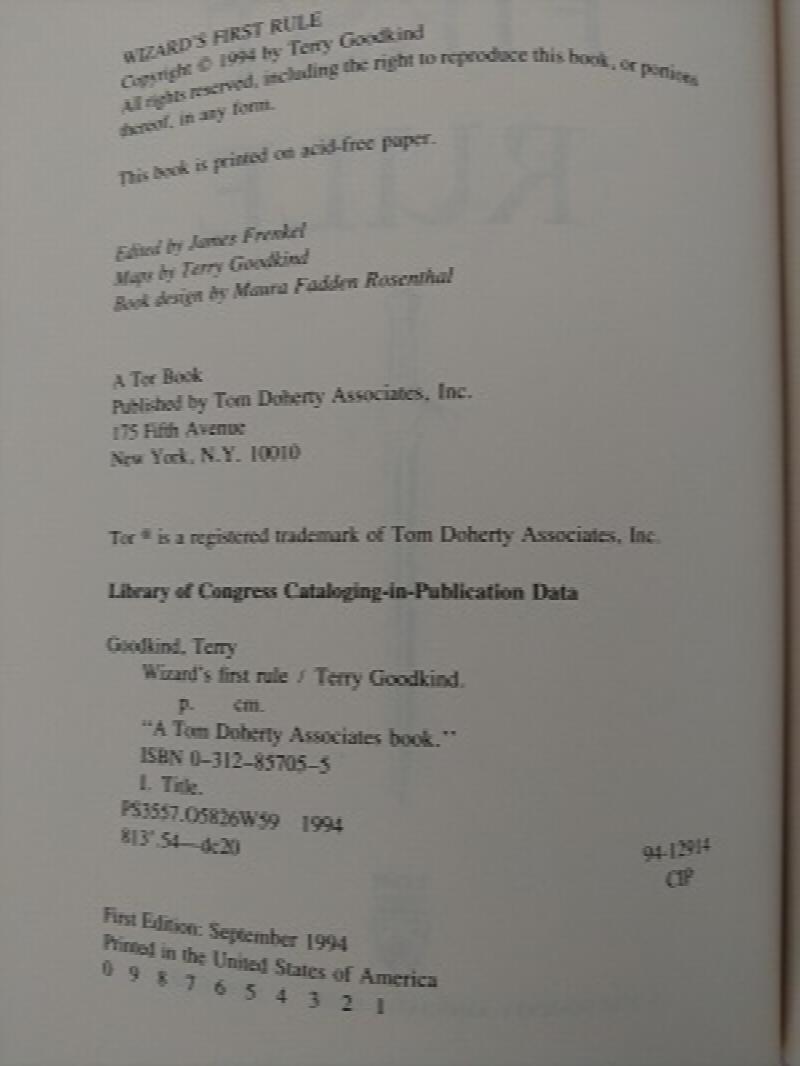 WIZARD'S FIRST RULE
Copyright © 1994 by Terry Goodkind
All rights reserved, including the right to reproduce this book, or portions
thereof, in any form.
This book is printed on acid-free paper.
Edited by James Frenkel
Maps by Terry Goodkind
Book design by Maura Fadden Rosenthal
A Tor Book
Published by Tom Doherty Associates, Inc.
175 Fifth Avenue
New York, N.Y. 10010
Tor ® is a registered trademark of Tom Doherty Associates, Inc.
Library of Congress Cataloging-in-Publication Data
Goodkind, Terry
Wizard's first rule / Terry Goodkind.
p. cm.
"A Tom Doherty Associates book."
ISBN 0-312-85705-5
I. Title.
PS3557.O5826W59 1994
813'.54—dc20
94-12914
CIP
First Edition: September 1994
Printed in the United States of America
0 9 8 7 6 5 4 3 2 1